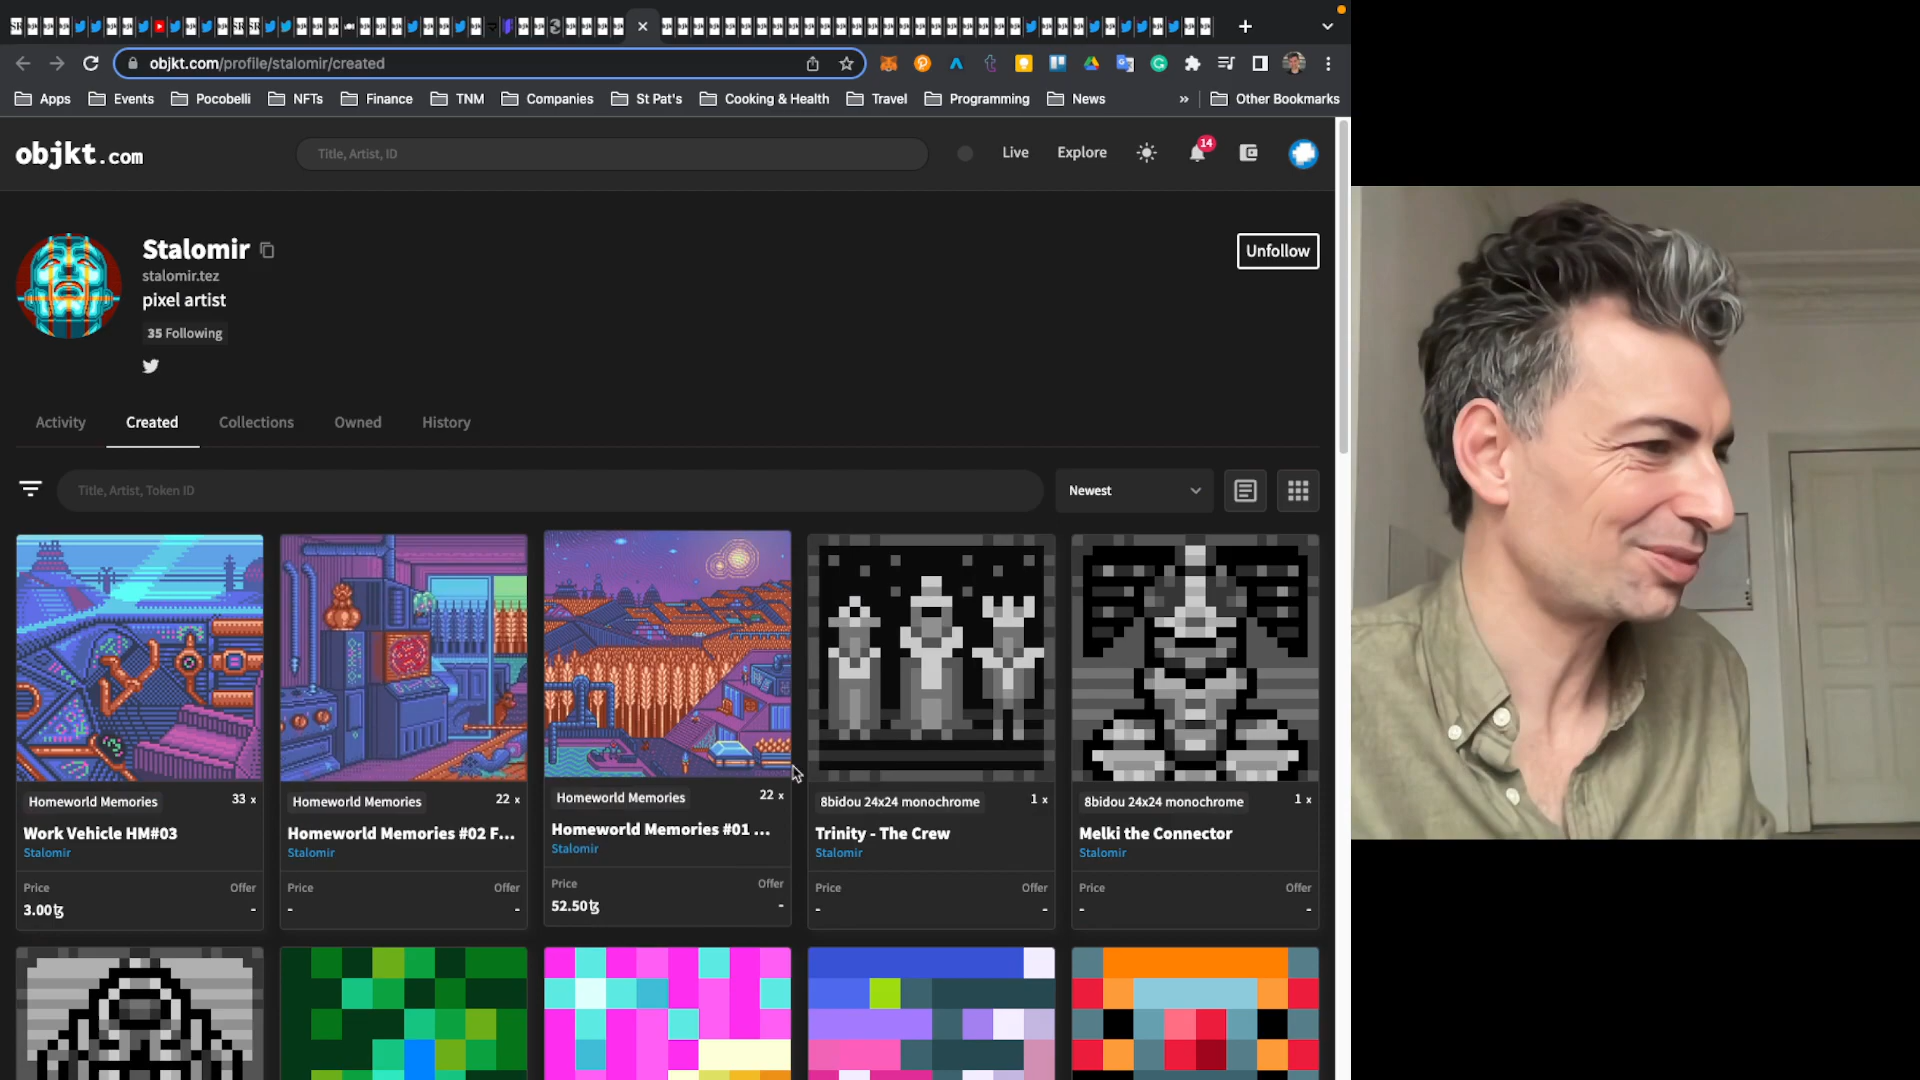 objkt.com/profile/stalomir/created
Apps Events Pocobelli NFTs Finance TNM Companies St Pat's Cooking & Health Travel Programming News » Other Bookmarks
objkt.com Title, Artist, ID Live Explore 14
Stalomir
stalomir.tez
pixel artist
35 Following
Unfollow
Activity Created Collections Owned History
Title, Artist, Token ID Newest
Homeworld Memories 33 x
Work Vehicle HM#03
Stalomir
Price Offer
3.00ꜩ -
Homeworld Memories 22 x
Homeworld Memories #02 F...
Stalomir
Price Offer
- -
Homeworld Memories 22 x
Homeworld Memories #01 ...
Stalomir
Price Offer
52.50ꜩ -
8bidou 24x24 monochrome 1 x
Trinity - The Crew
Stalomir
Price Offer
- -
8bidou 24x24 monochrome 1 x
Melki the Connector
Stalomir
Price Offer
- -